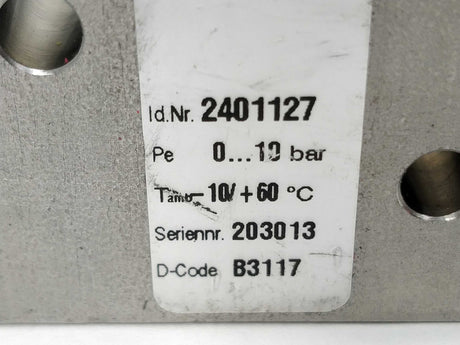 Id.Nr. 2401127
Pe 0...10 bar
Tamb -10/+60 °C
Seriennr. 203013
D-Code B3117